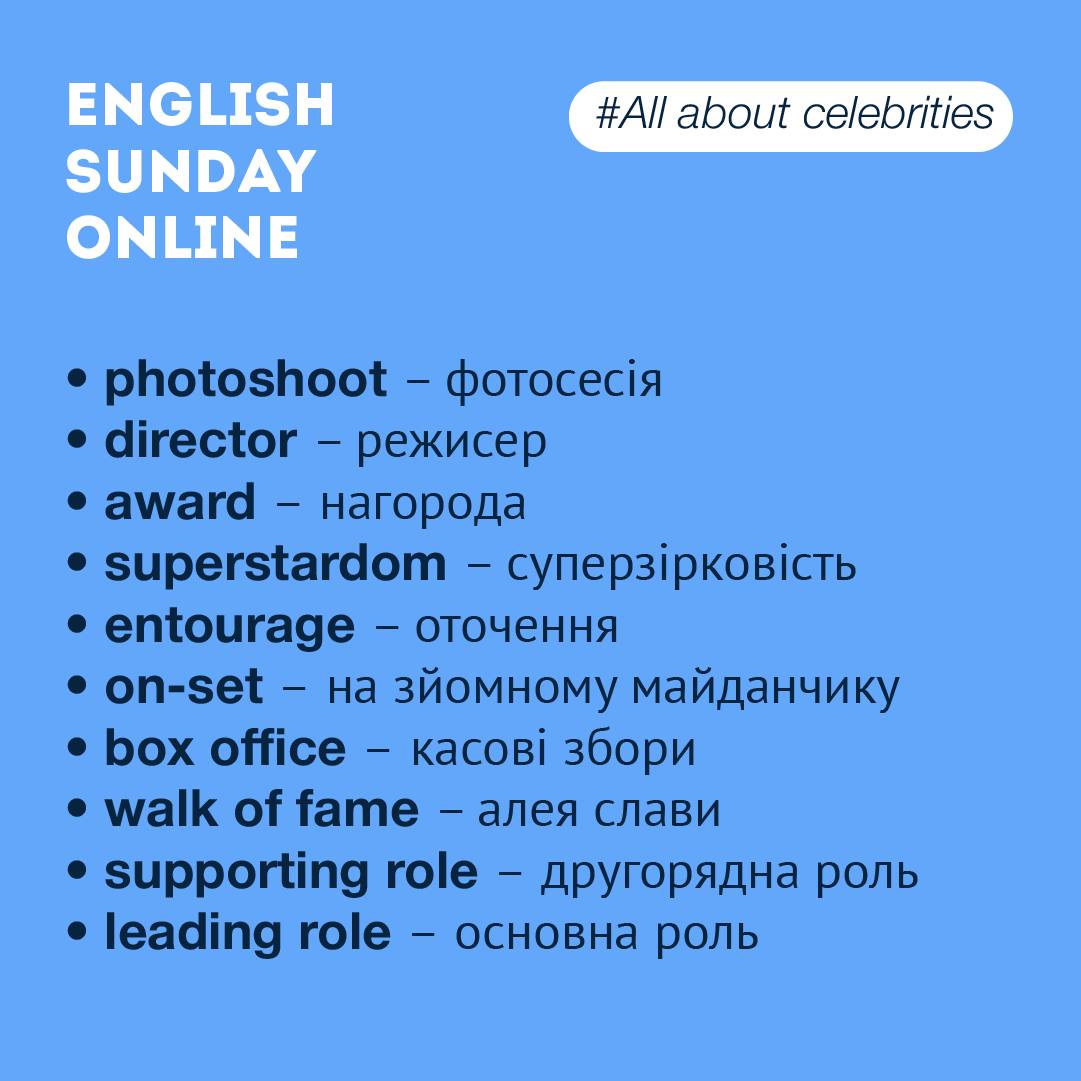 ENGLISH
SUNDAY
ONLINE
#All about celebrities
• photoshoot – фотосесія
• director – режисер
• award – нагорода
• superstardom – суперзірковість
• entourage – оточення
• on-set – на зйомному майданчику
• box office – касові збори
• walk of fame – алея слави
• supporting role – другорядна роль
• leading role – основна роль